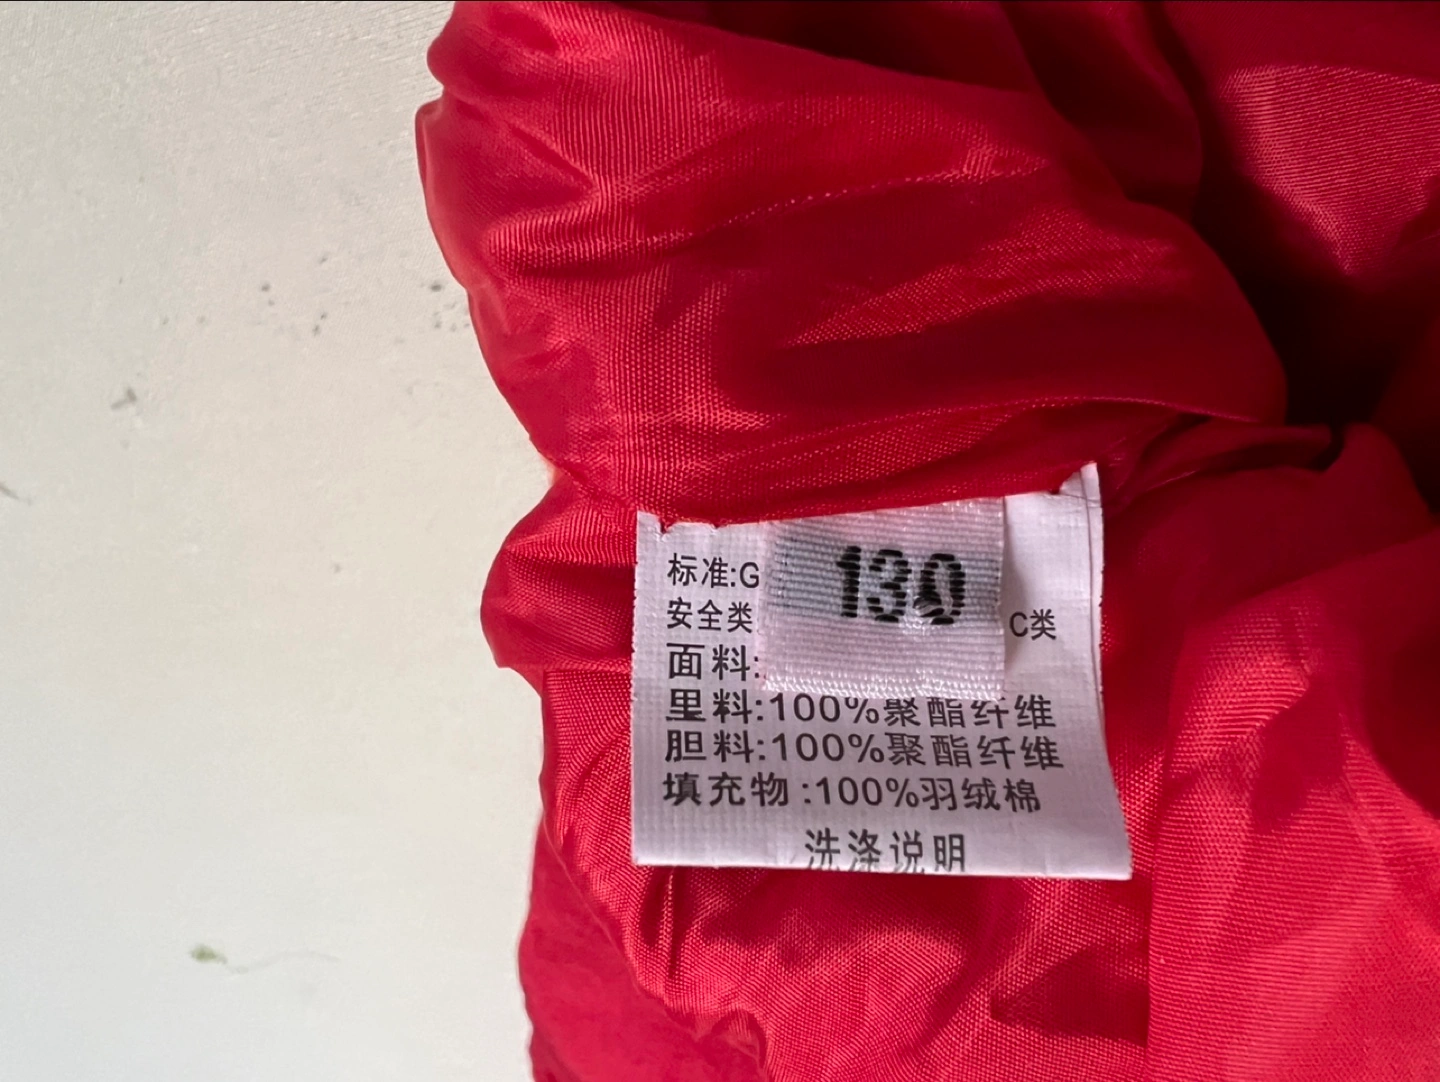 130
标准:G
安全类
C类
面料:
里料:100%聚酯纤维
胆料:100%聚酯纤维
填充物:100%羽绒棉
洗涤说明